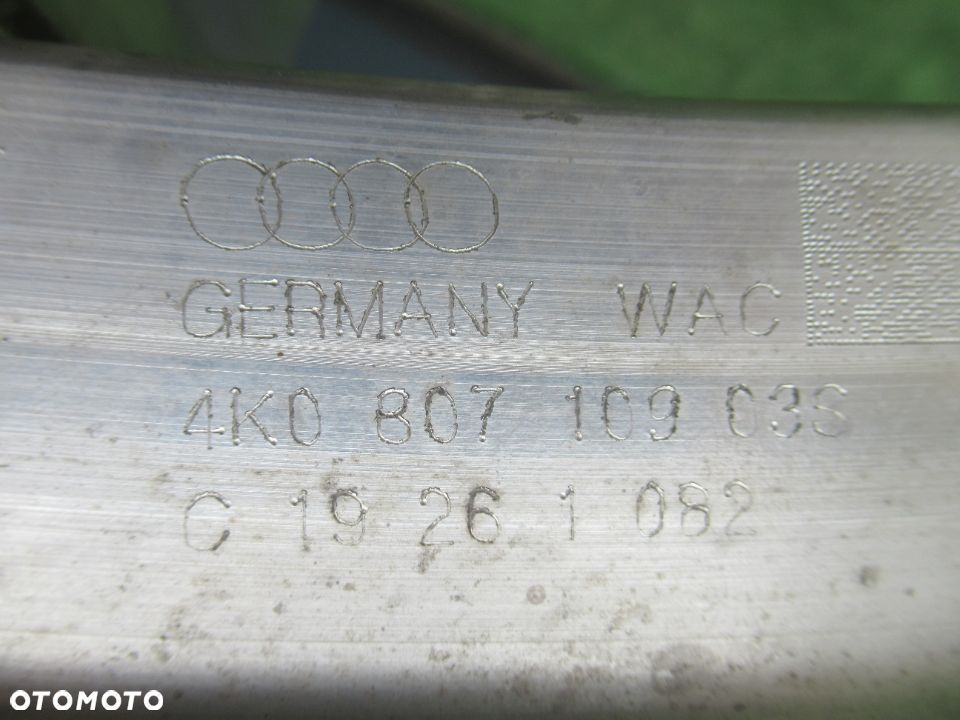 GERMANY WAC
4K0 807 109 03S
C 19 26 1 082
OTOMOTO